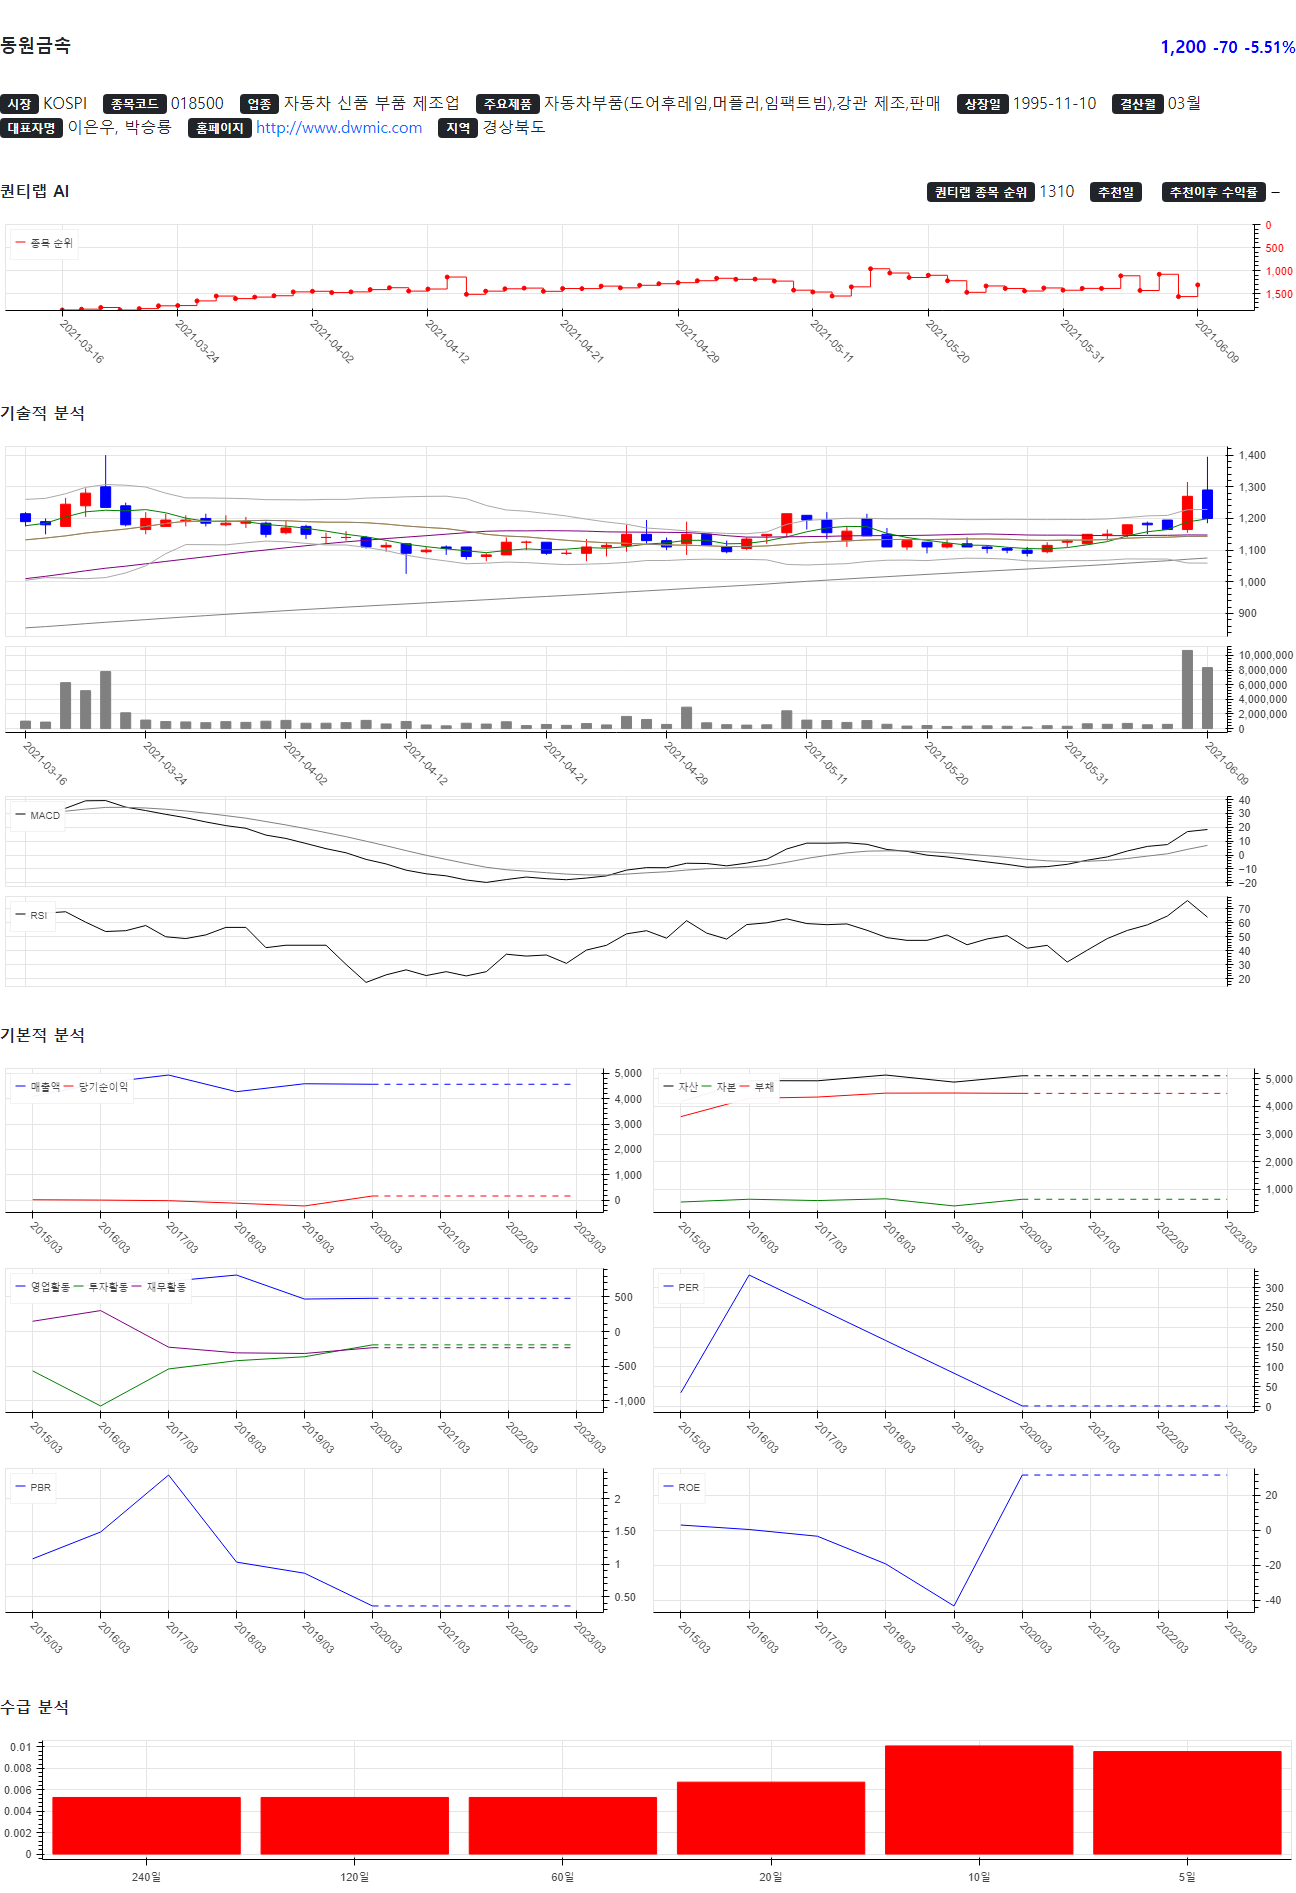 동원금속
1,200 -70 -5.51%
시장 KOSPI 종목코드 018500 업종 자동차 신품 부품 제조업 주요제품 자동차부품(도어후레임,머플러,임팩트빔),강관 제조,판매 상장일 1995-11-10 결산월 03월
대표자명 이은우, 박승룡 홈페이지 http://www.dwmic.com 지역 경상북도
퀀티랩 AI
퀀티랩 종목 순위 1310 추천일 추천이후 수익률 –
종목 순위
0
500
1,000
1,500
2021-03-16 2021-03-24 2021-04-02 2021-04-12 2021-04-21 2021-04-29 2021-05-11 2021-05-20 2021-05-31 2021-06-09
기술적 분석
1,400
1,300
1,200
1,100
1,000
900
10,000,000
8,000,000
6,000,000
4,000,000
2,000,000
0
2021-03-16 2021-03-24 2021-04-02 2021-04-12 2021-04-21 2021-04-29 2021-05-11 2021-05-20 2021-05-31 2021-06-09
MACD
40
30
20
10
0
−10
−20
RSI
70
60
50
40
30
20
기본적 분석
매출액 당기순이익
5,000
4,000
3,000
2,000
1,000
0
2015/03 2016/03 2017/03 2018/03 2019/03 2020/03 2021/03 2022/03 2023/03
자산 자본 부채
5,000
4,000
3,000
2,000
1,000
2015/03 2016/03 2017/03 2018/03 2019/03 2020/03 2021/03 2022/03 2023/03
영업활동 투자활동 재무활동
500
0
-500
-1,000
2015/03 2016/03 2017/03 2018/03 2019/03 2020/03 2021/03 2022/03 2023/03
PER
300
250
200
150
100
50
0
2015/03 2016/03 2017/03 2018/03 2019/03 2020/03 2021/03 2022/03 2023/03
PBR
2
1.50
1
0.50
2015/03 2016/03 2017/03 2018/03 2019/03 2020/03 2021/03 2022/03 2023/03
ROE
20
0
-20
-40
2015/03 2016/03 2017/03 2018/03 2019/03 2020/03 2021/03 2022/03 2023/03
수급 분석
0.01
0.008
0.006
0.004
0.002
0
240일 120일 60일 20일 10일 5일